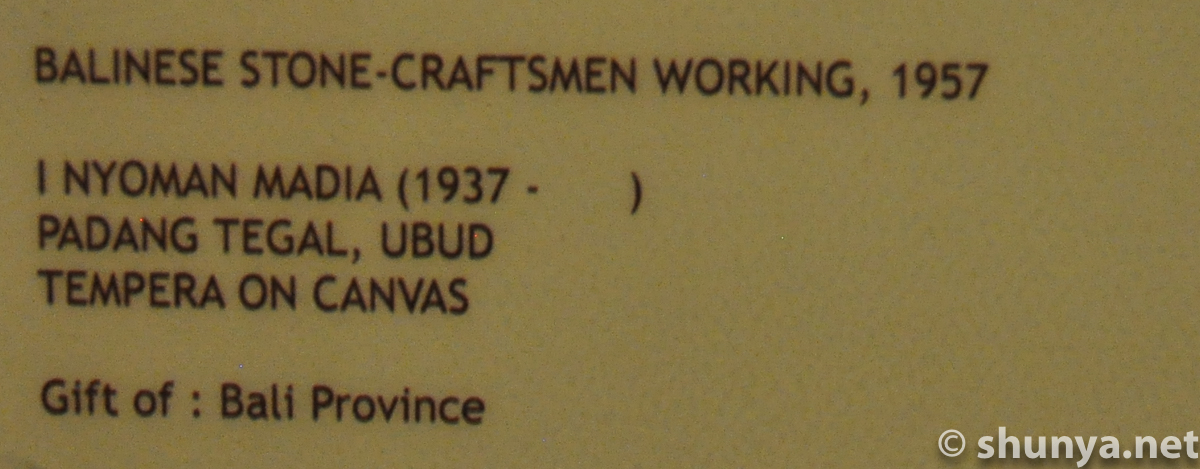 BALINESE STONE-CRAFTSMEN WORKING, 1957
I NYOMAN MADIA (1937 - )
PADANG TEGAL, UBUD
TEMPERA ON CANVAS
Gift of : Bali Province
© shunya.net